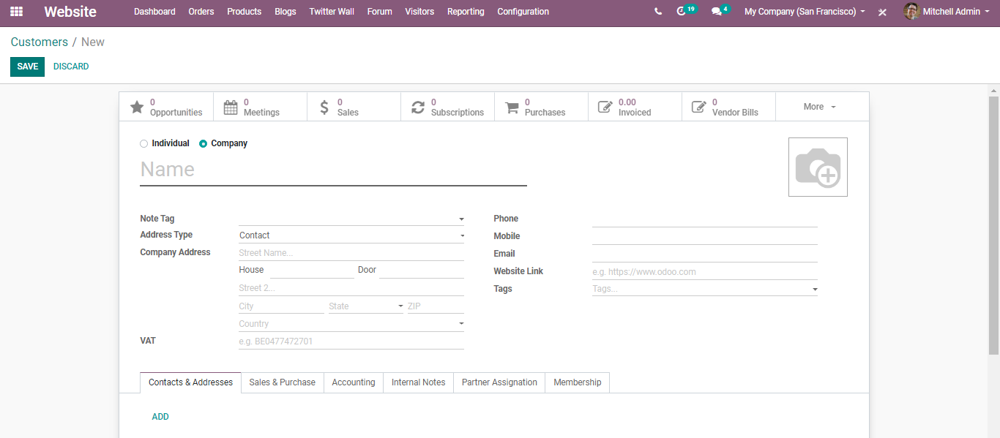 Website Dashboard Orders Products Blogs Twitter Wall Forum Visitors Reporting Configuration 19 4 My Company (San Francisco) Mitchell Admin
Customers / New
SAVE DISCARD
0 0 0 0 0 0.00 0
Opportunities Meetings Sales Subscriptions Purchases Invoiced Vendor Bills More
Individual Company
Name
Note Tag Phone
Address Type Contact Mobile
Company Address Street Name... Email
House Door Website Link e.g. https://www.odoo.com
Street 2... Tags Tags...
City State ZIP
Country
VAT e.g. BE0477472701
Contacts & Addresses Sales & Purchase Accounting Internal Notes Partner Assignation Membership
ADD